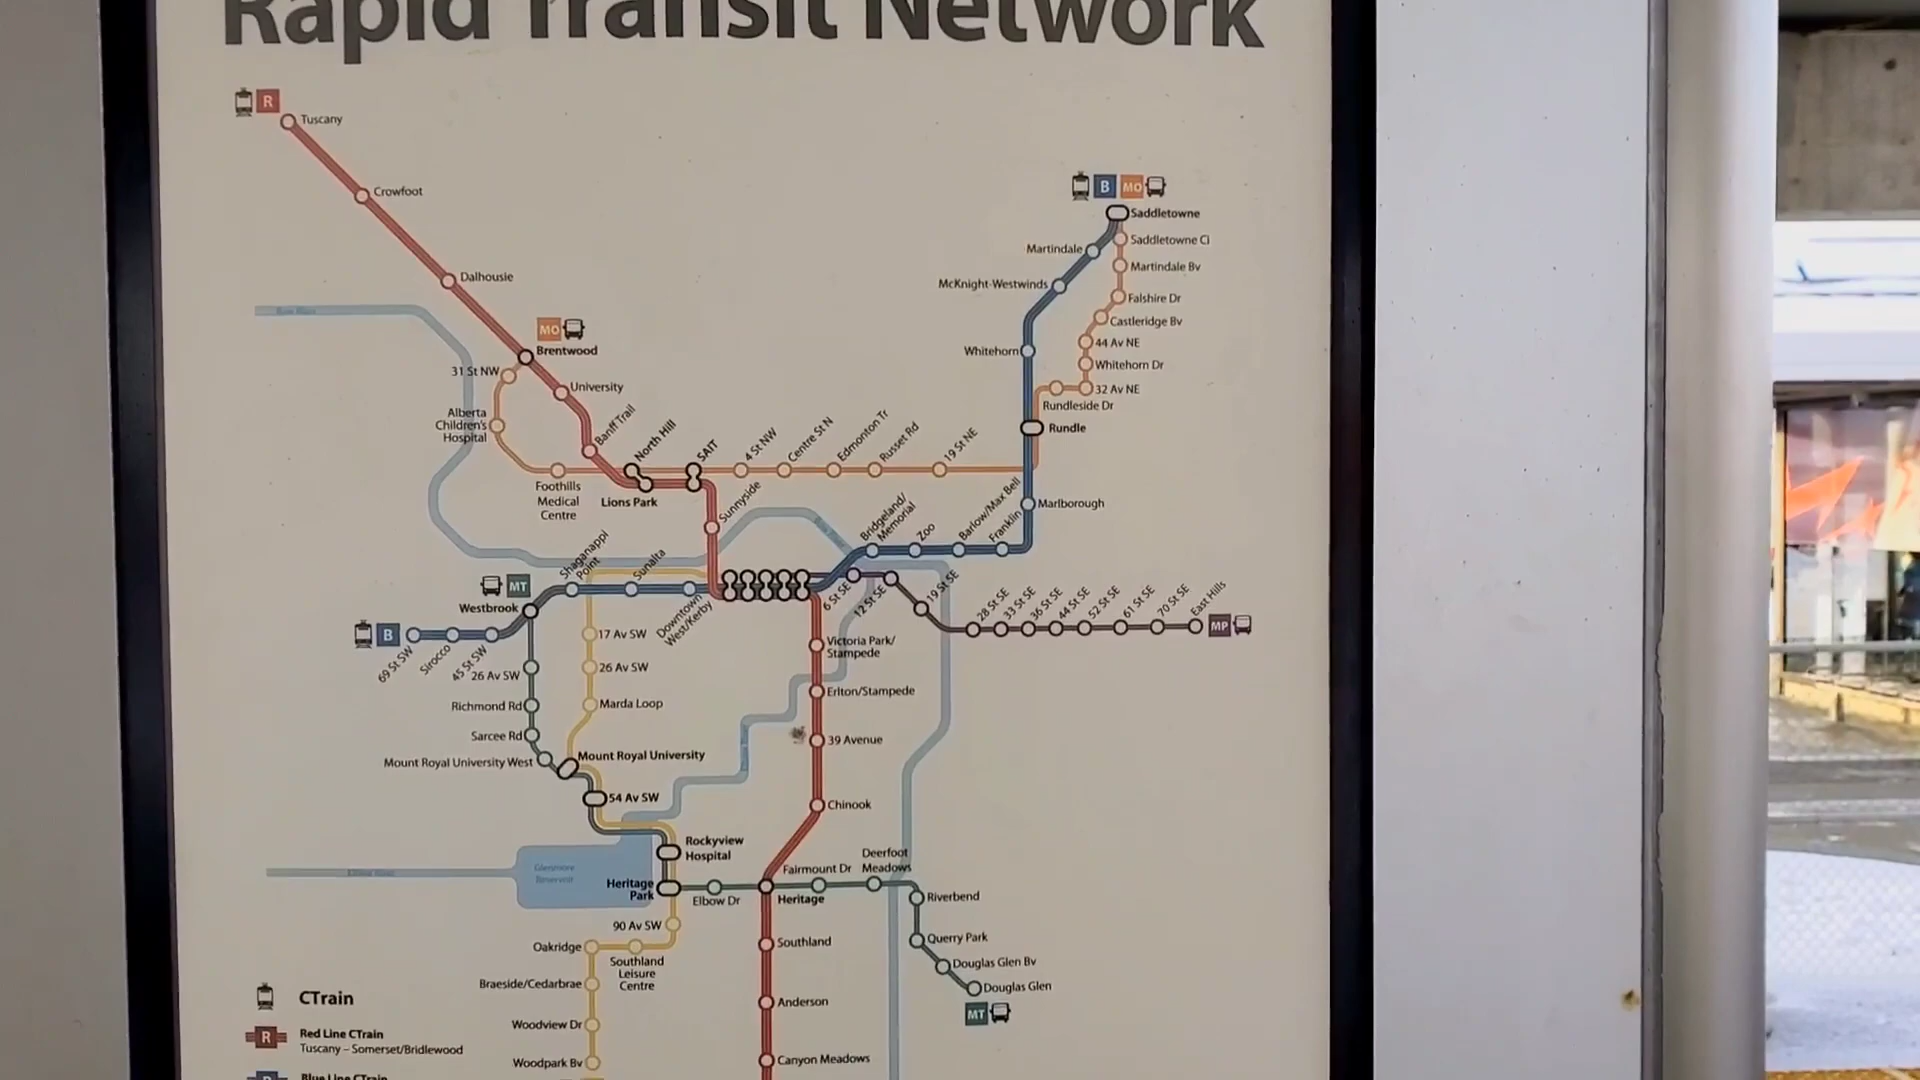 Rapid Transit Network
R
Tuscany
Crowfoot
B MO
Saddletowne
Saddletowne Ci
Martindale
Martindale Bv
Dalhousie
McKnight-Westwinds
Falshire Dr
Castleridge Bv
MO
44 Av NE
Brentwood
Whitehorn
31 St NW
Whitehorn Dr
University
32 Av NE
Rundleside Dr
Alberta
Children's
Hospital
Banff Trail
North Hill
SAIT
4 St NW
Centre St N
Edmonton Tr
Russet Rd
19 St NE
Rundle
Foothills
Medical
Centre
Lions Park
Sunnyside
Marlborough
Bridgeland/
Memorial
Zoo
Barlow/Max Bell
Franklin
Shaganappi
Point
Sunalta
MT
Westbrook
Downtown
West/Kerby
6 St SE
12 St SE
19 St SE
28 St SE
33 St SE
36 St SE
44 St SE
52 St SE
61 St SE
70 St SE
East Hills
MP
B
69 St SW
Sirocco
45 St SW
17 Av SW
Victoria Park/
Stampede
26 Av SW
26 Av SW
Erlton/Stampede
Richmond Rd
Marda Loop
Sarcee Rd
39 Avenue
Mount Royal University West
Mount Royal University
54 Av SW
Chinook
Rockyview
Hospital
Glenmore
Reservoir
Fairmount Dr
Deerfoot
Meadows
Heritage
Park
Elbow Dr
Heritage
Riverbend
90 Av SW
Oakridge
Southland
Leisure
Centre
Southland
Querry Park
Douglas Glen Bv
Braeside/Cedarbrae
Douglas Glen
MT
CTrain
Anderson
Woodview Dr
R
Red Line CTrain
Tuscany – Somerset/Bridlewood
Woodpark Bv
Canyon Meadows
Blue Line CTrain